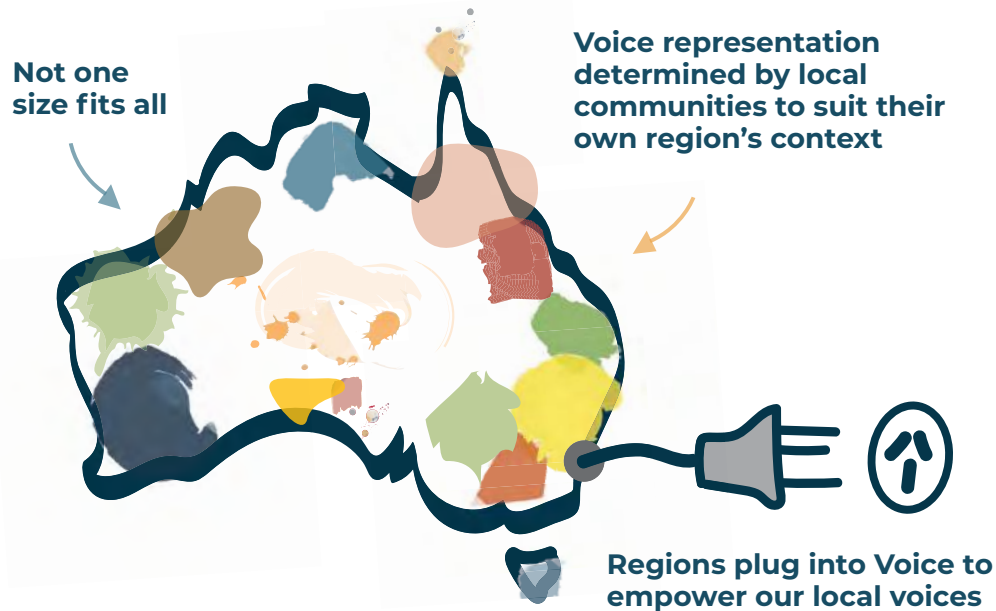 Not one
size fits all
Voice representation
determined by local
communities to suit their
own region’s context
Regions plug into Voice to
empower our local voices